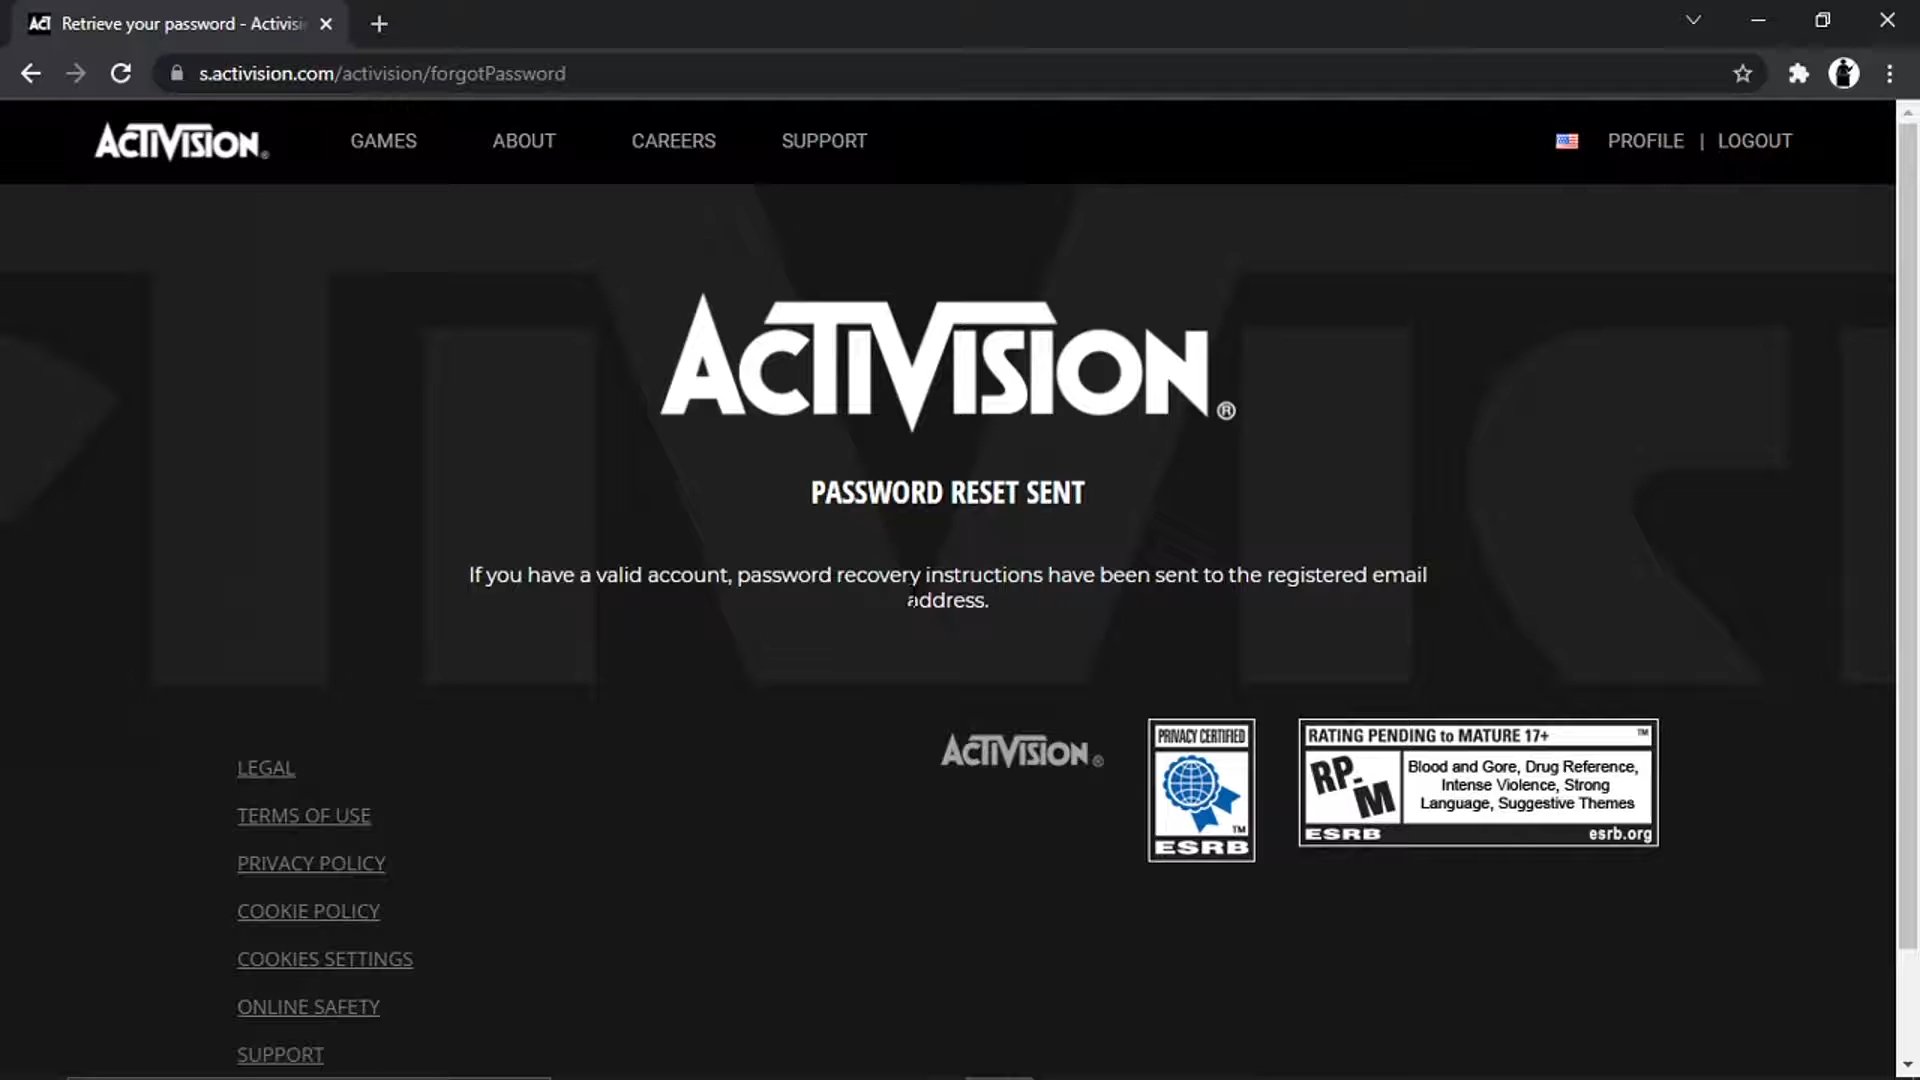 ACT Retrieve your password - Activisi
s.activision.com/activision/forgotPassword
ACTIVISION®
GAMES
ABOUT
CAREERS
SUPPORT
PROFILE | LOGOUT
ACTIVISION®
PASSWORD RESET SENT
If you have a valid account, password recovery instructions have been sent to the registered email
address.
LEGAL
TERMS OF USE
PRIVACY POLICY
COOKIE POLICY
COOKIES SETTINGS
ONLINE SAFETY
SUPPORT
ACTIVISION®
PRIVACY CERTIFIED
TM
ESRB
RATING PENDING to MATURE 17+ TM
RP-M
Blood and Gore, Drug Reference,
Intense Violence, Strong
Language, Suggestive Themes
ESRB
esrb.org